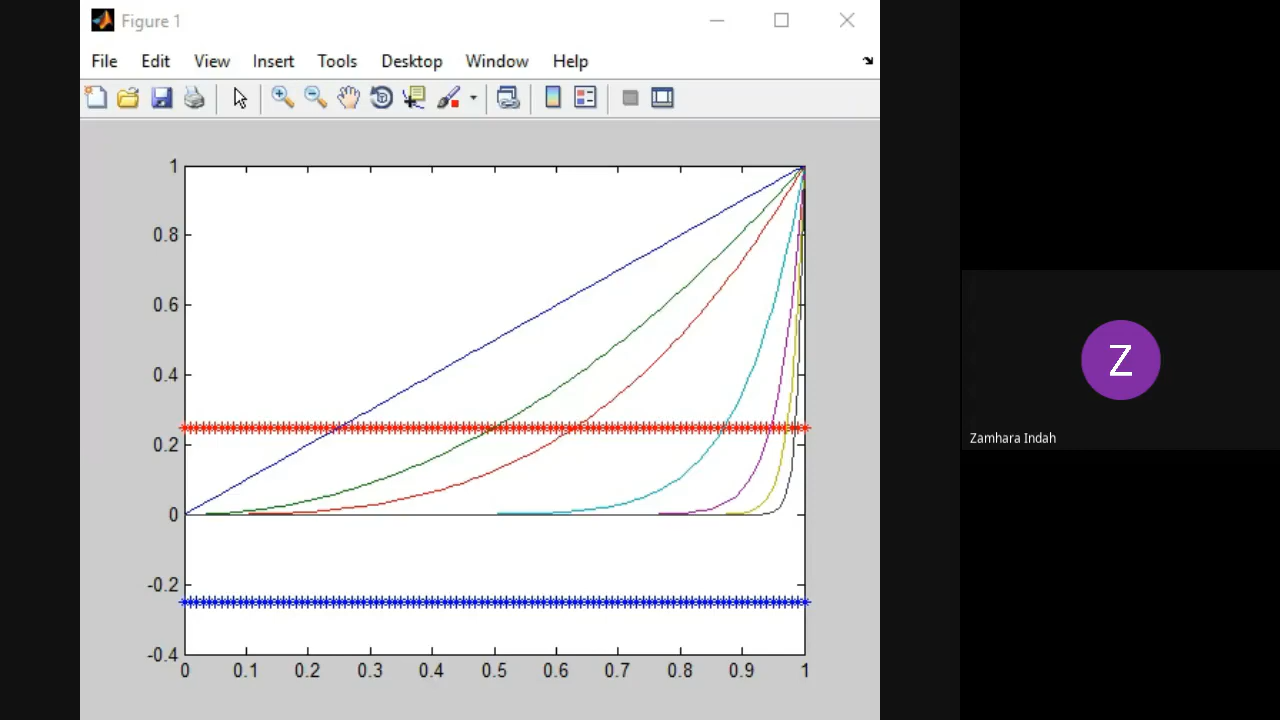 Figure 1
File Edit View Insert Tools Desktop Window Help
1
0.8
0.6
0.4
0.2
0
-0.2
-0.4
0 0.1 0.2 0.3 0.4 0.5 0.6 0.7 0.8 0.9 1
Z
Zamhara Indah